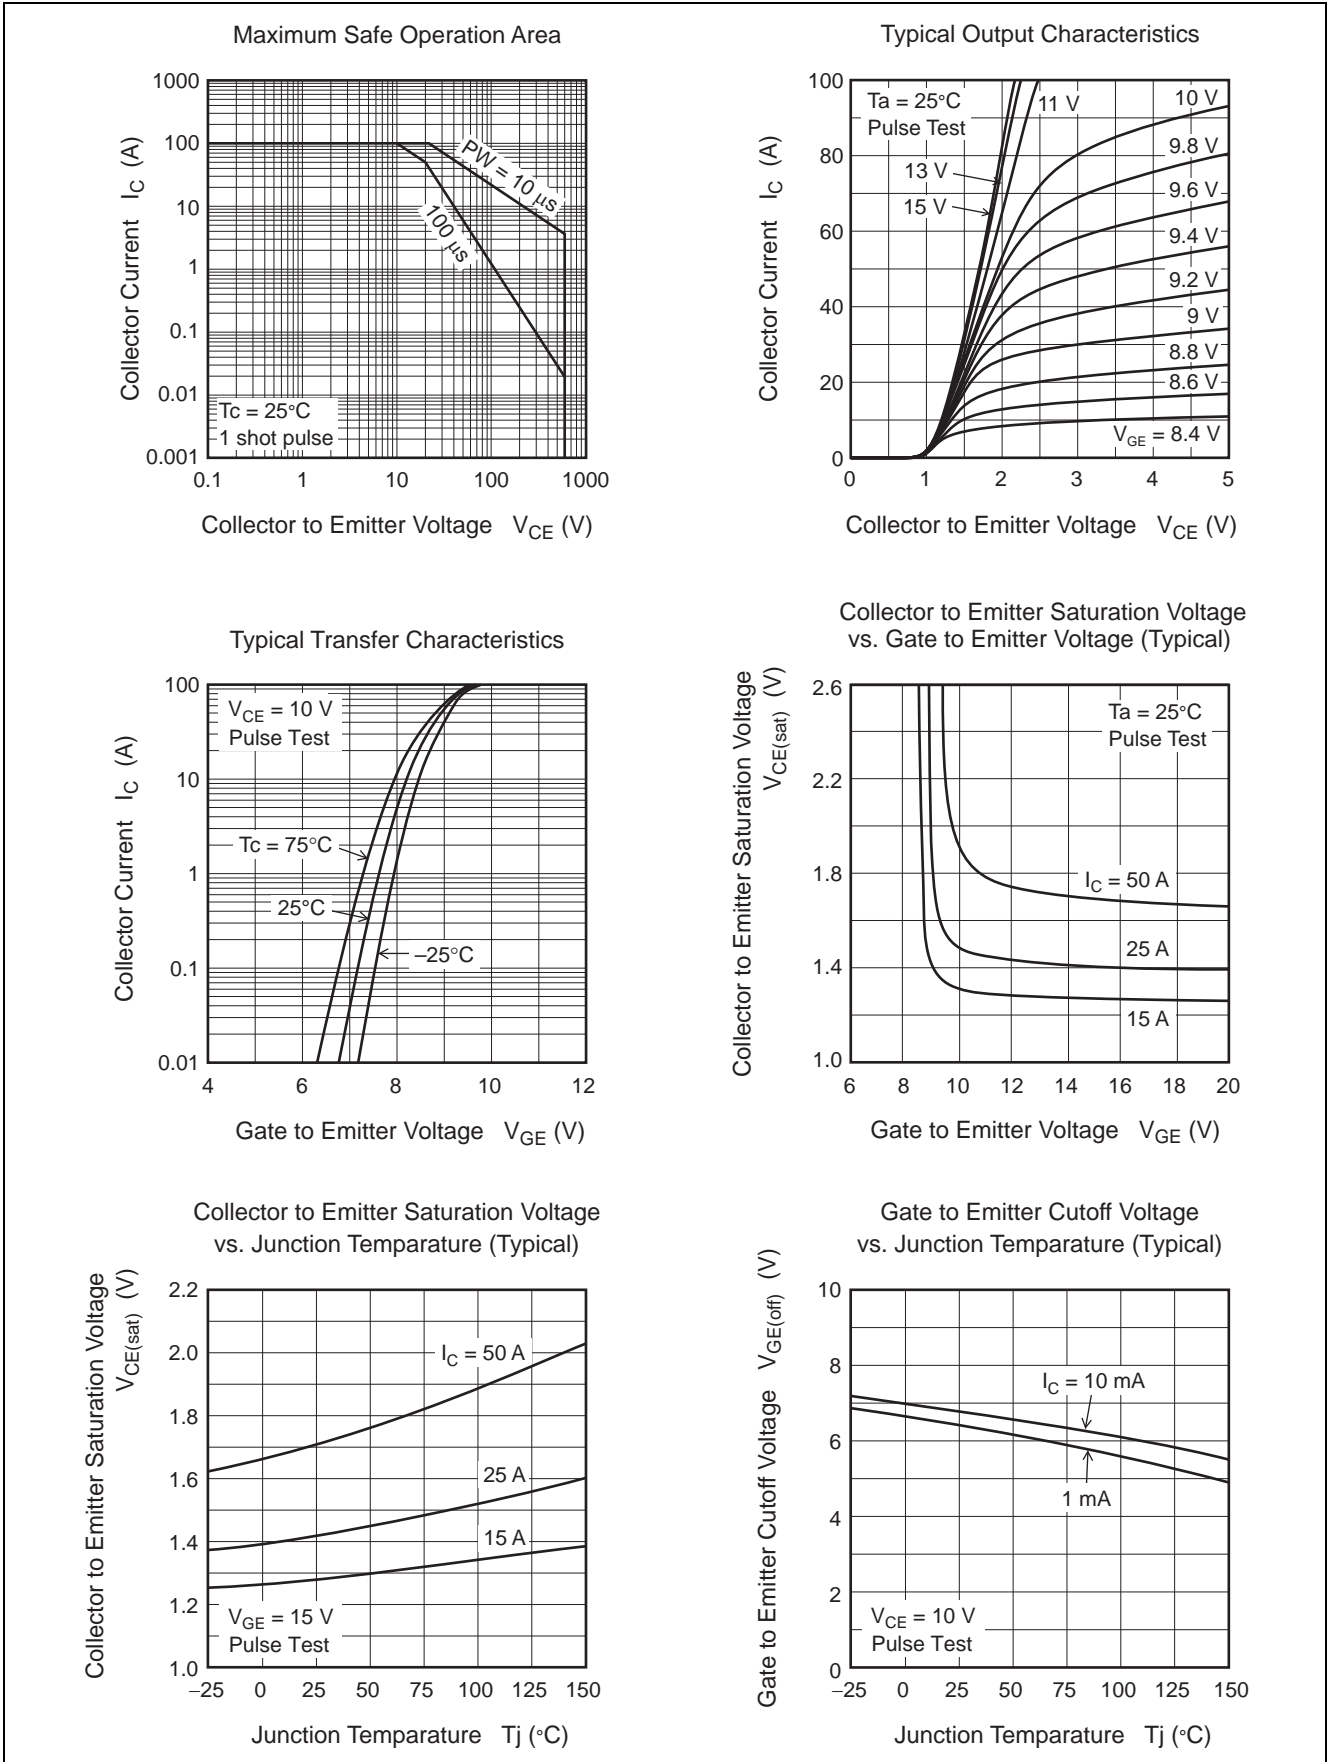 Maximum Safe Operation Area
1000
100
10
1
0.1
0.01
0.001
Collector Current I_C (A)
PW = 10 μs
100 μs
Tc = 25°C
1 shot pulse
0.1 1 10 100 1000
Collector to Emitter Voltage V_CE (V)
Typical Output Characteristics
100
80
60
40
20
0
Collector Current I_C (A)
Ta = 25°C
Pulse Test
11 V
10 V
9.8 V
13 V
9.6 V
15 V
9.4 V
9.2 V
9 V
8.8 V
8.6 V
V_GE = 8.4 V
0 1 2 3 4 5
Collector to Emitter Voltage V_CE (V)
Typical Transfer Characteristics
100
10
1
0.1
0.01
Collector Current I_C (A)
V_CE = 10 V
Pulse Test
Tc = 75°C
25°C
–25°C
4 6 8 10 12
Gate to Emitter Voltage V_GE (V)
Collector to Emitter Saturation Voltage
vs. Gate to Emitter Voltage (Typical)
2.6
2.2
1.8
1.4
1.0
Collector to Emitter Saturation Voltage
V_CE(sat) (V)
Ta = 25°C
Pulse Test
I_C = 50 A
25 A
15 A
6 8 10 12 14 16 18 20
Gate to Emitter Voltage V_GE (V)
Collector to Emitter Saturation Voltage
vs. Junction Temparature (Typical)
2.2
2.0
1.8
1.6
1.4
1.2
1.0
Collector to Emitter Saturation Voltage
V_CE(sat) (V)
I_C = 50 A
25 A
15 A
V_GE = 15 V
Pulse Test
−25 0 25 50 75 100 125 150
Junction Temparature Tj (°C)
Gate to Emitter Cutoff Voltage
vs. Junction Temparature (Typical)
10
8
6
4
2
0
Gate to Emitter Cutoff Voltage V_GE(off) (V)
I_C = 10 mA
1 mA
V_CE = 10 V
Pulse Test
−25 0 25 50 75 100 125 150
Junction Temparature Tj (°C)